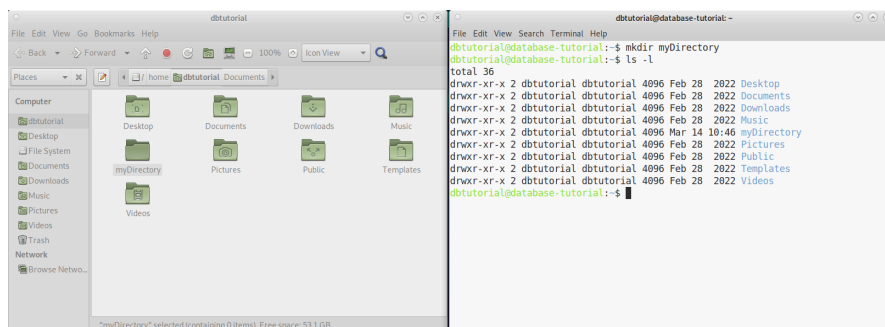 dbtutorial
File Edit View Go Bookmarks Help
Back Forward 100% Icon View
Places / home dbtutorial Documents
Computer
dbtutorial
Desktop
File System
Documents
Downloads
Music
Pictures
Videos
Trash
Network
Browse Netwo...
Desktop Documents Downloads Music
myDirectory Pictures Public Templates
Videos
"myDirectory" selected (containing 0 items), Free space: 53.1 GB
dbtutorial@database-tutorial: ~
File Edit View Search Terminal Help
dbtutorial@database-tutorial:~$ mkdir myDirectory
dbtutorial@database-tutorial:~$ ls -l
total 36
drwxr-xr-x 2 dbtutorial dbtutorial 4096 Feb 28 2022 Desktop
drwxr-xr-x 2 dbtutorial dbtutorial 4096 Feb 28 2022 Documents
drwxr-xr-x 2 dbtutorial dbtutorial 4096 Feb 28 2022 Downloads
drwxr-xr-x 2 dbtutorial dbtutorial 4096 Feb 28 2022 Music
drwxr-xr-x 2 dbtutorial dbtutorial 4096 Mar 14 10:46 myDirectory
drwxr-xr-x 2 dbtutorial dbtutorial 4096 Feb 28 2022 Pictures
drwxr-xr-x 2 dbtutorial dbtutorial 4096 Feb 28 2022 Public
drwxr-xr-x 2 dbtutorial dbtutorial 4096 Feb 28 2022 Templates
drwxr-xr-x 2 dbtutorial dbtutorial 4096 Feb 28 2022 Videos
dbtutorial@database-tutorial:~$